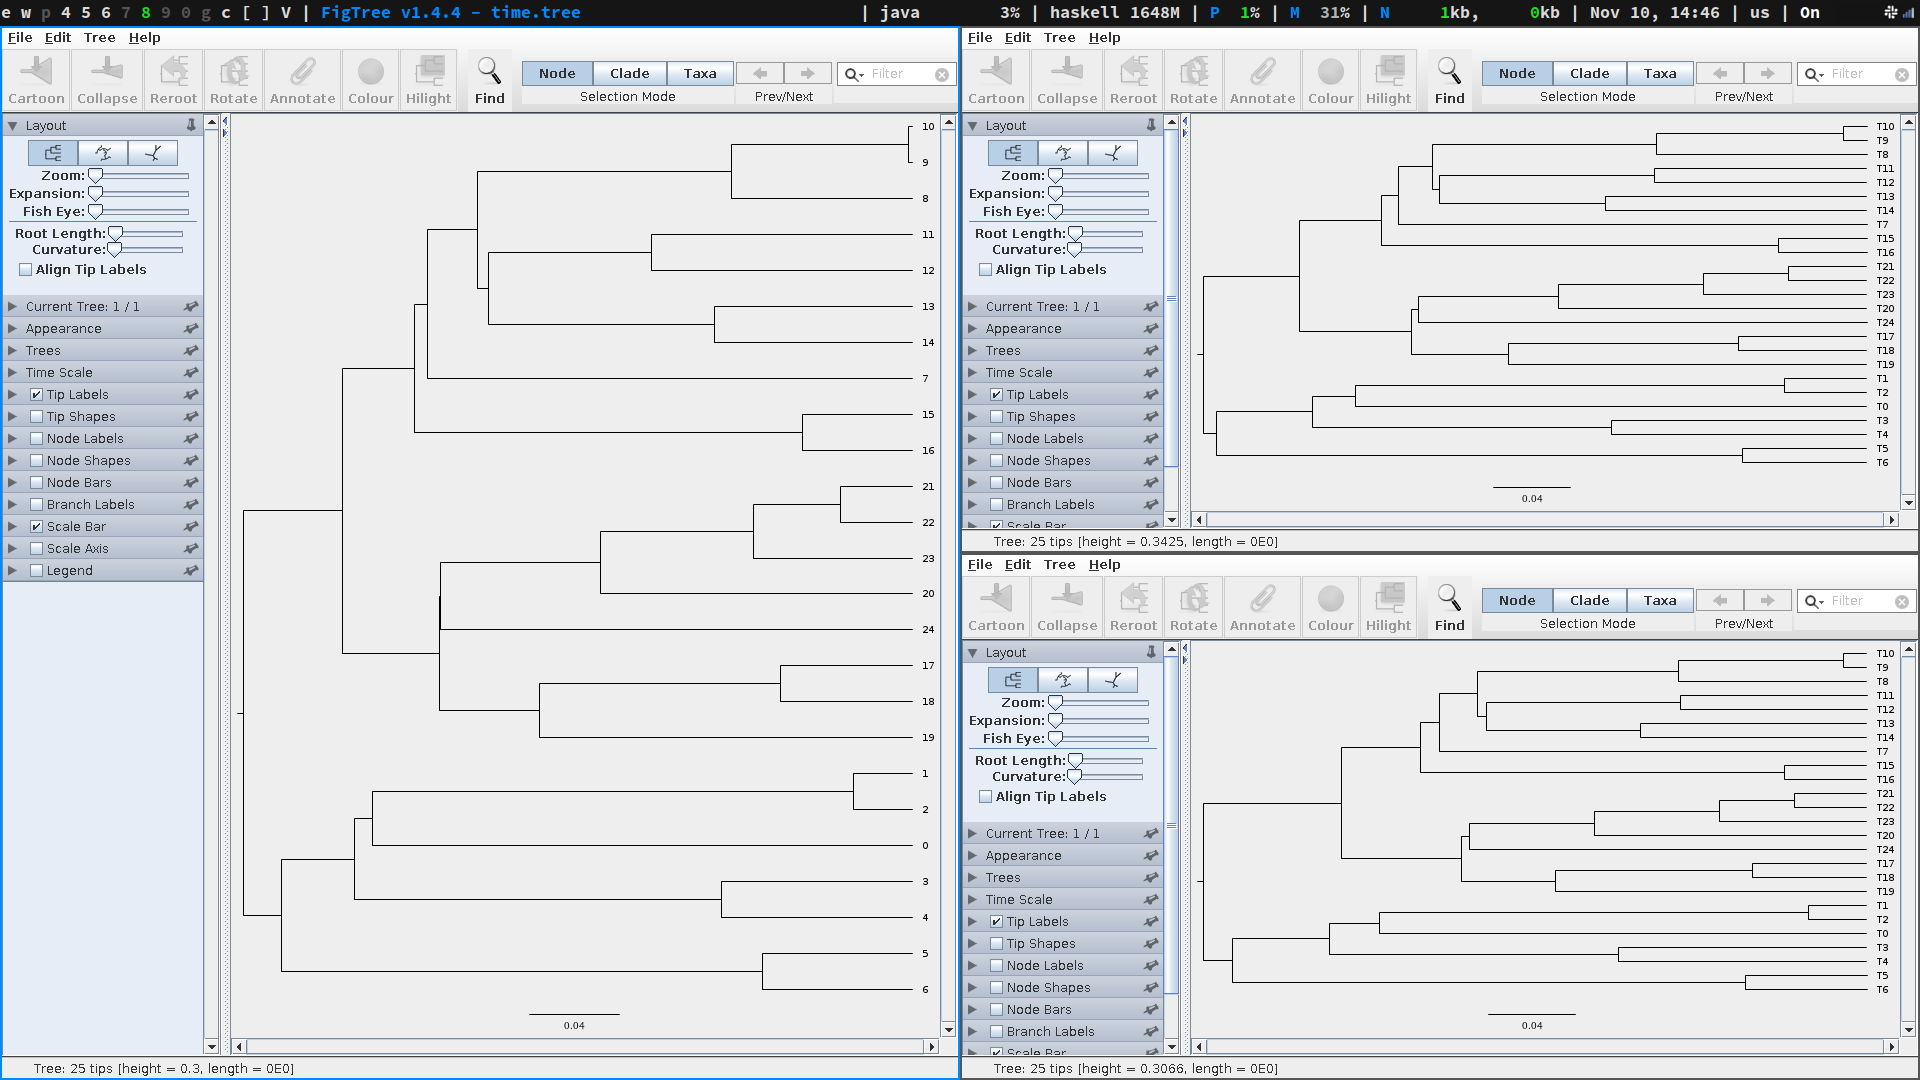 e w p 4 5 6 7 8 9 0 g c [ ] V | FigTree v1.4.4 - time.tree | java 3% | haskell 1648M | P 1% | M 31% | N 1kb, 0kb | Nov 10, 14:46 | us | On
File Edit Tree Help
Cartoon Collapse Reroot Rotate Annotate Colour Hilight Find
Node Clade Taxa
Selection Mode
Prev/Next
Filter
Layout
Zoom:
Expansion:
Fish Eye:
Root Length:
Curvature:
Align Tip Labels
Current Tree: 1 / 1
Appearance
Trees
Time Scale
Tip Labels
Tip Shapes
Node Labels
Node Shapes
Node Bars
Branch Labels
Scale Bar
Scale Axis
Legend
10
9
8
11
12
13
14
7
15
16
21
22
23
20
24
17
18
19
1
2
0
3
4
5
6
0.04
Tree: 25 tips [height = 0.3, length = 0E0]
File Edit Tree Help
Cartoon Collapse Reroot Rotate Annotate Colour Hilight Find
Node Clade Taxa
Selection Mode
Prev/Next
Filter
Layout
Zoom:
Expansion:
Fish Eye:
Root Length:
Curvature:
Align Tip Labels
Current Tree: 1 / 1
Appearance
Trees
Time Scale
Tip Labels
Tip Shapes
Node Labels
Node Shapes
Node Bars
Branch Labels
Scale Bar
T10
T9
T8
T11
T12
T13
T14
T7
T15
T16
T21
T22
T23
T20
T24
T17
T18
T19
T1
T2
T0
T3
T4
T5
T6
0.04
Tree: 25 tips [height = 0.3425, length = 0E0]
File Edit Tree Help
Cartoon Collapse Reroot Rotate Annotate Colour Hilight Find
Node Clade Taxa
Selection Mode
Prev/Next
Filter
Layout
Zoom:
Expansion:
Fish Eye:
Root Length:
Curvature:
Align Tip Labels
Current Tree: 1 / 1
Appearance
Trees
Time Scale
Tip Labels
Tip Shapes
Node Labels
Node Shapes
Node Bars
Branch Labels
Scale Bar
T10
T9
T8
T11
T12
T13
T14
T7
T15
T16
T21
T22
T23
T20
T24
T17
T18
T19
T1
T2
T0
T3
T4
T5
T6
0.04
Tree: 25 tips [height = 0.3066, length = 0E0]